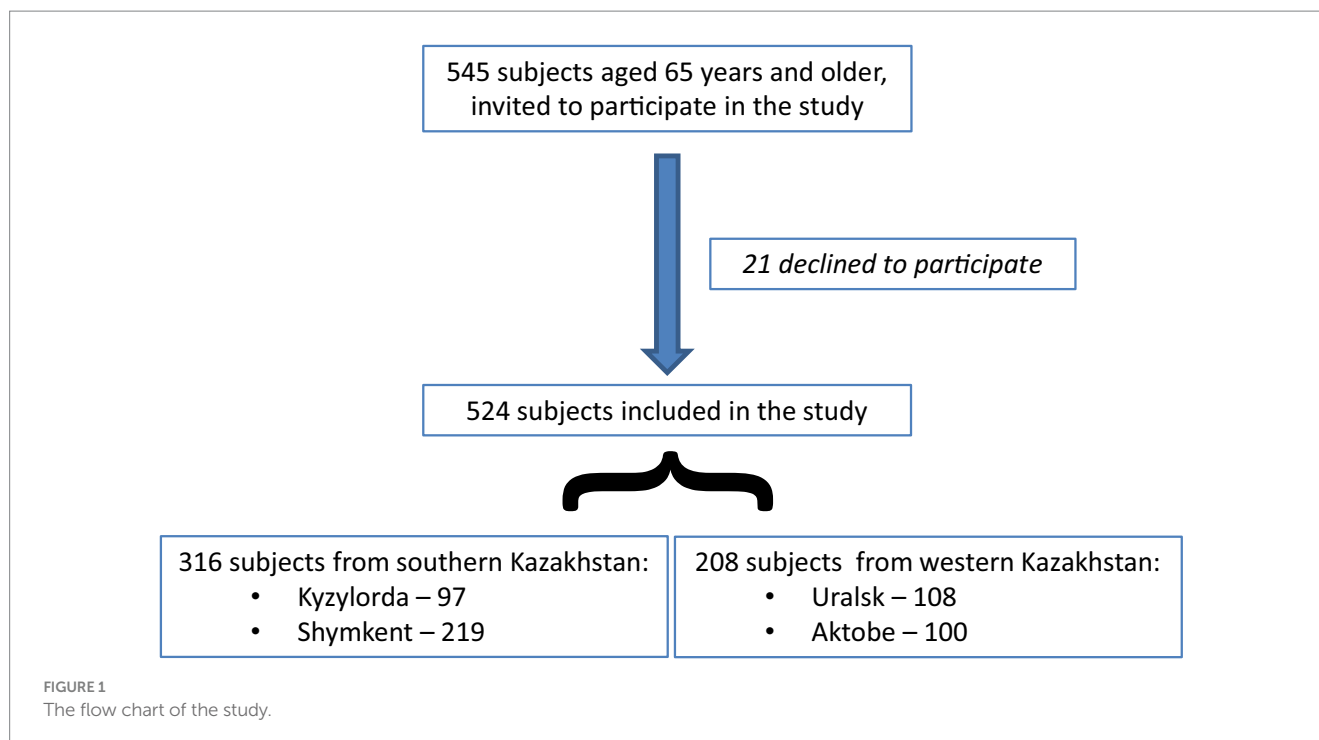 545 subjects aged 65 years and older,
invited to participate in the study
21 declined to participate
524 subjects included in the study
316 subjects from southern Kazakhstan:
• Kyzylorda – 97
• Shymkent – 219
208 subjects from western Kazakhstan:
• Uralsk – 108
• Aktobe – 100
FIGURE 1
The flow chart of the study.